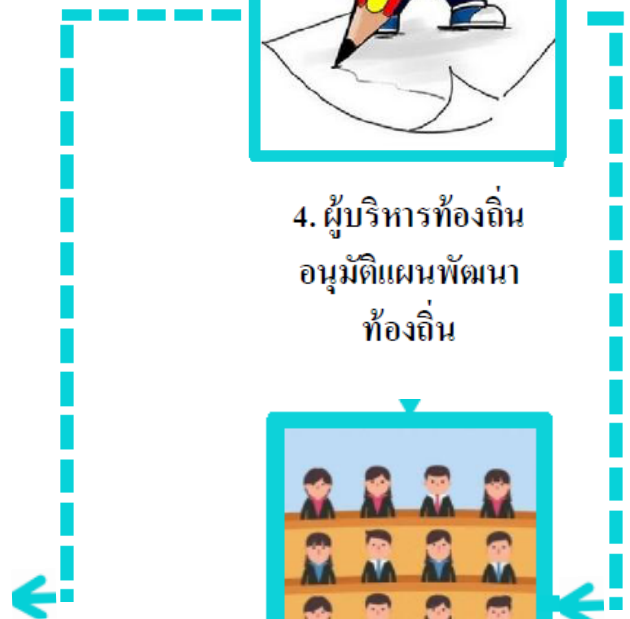 4. ผู้บริหารท้องถิ่น
อนุมัติแผนพัฒนา
ท้องถิ่น